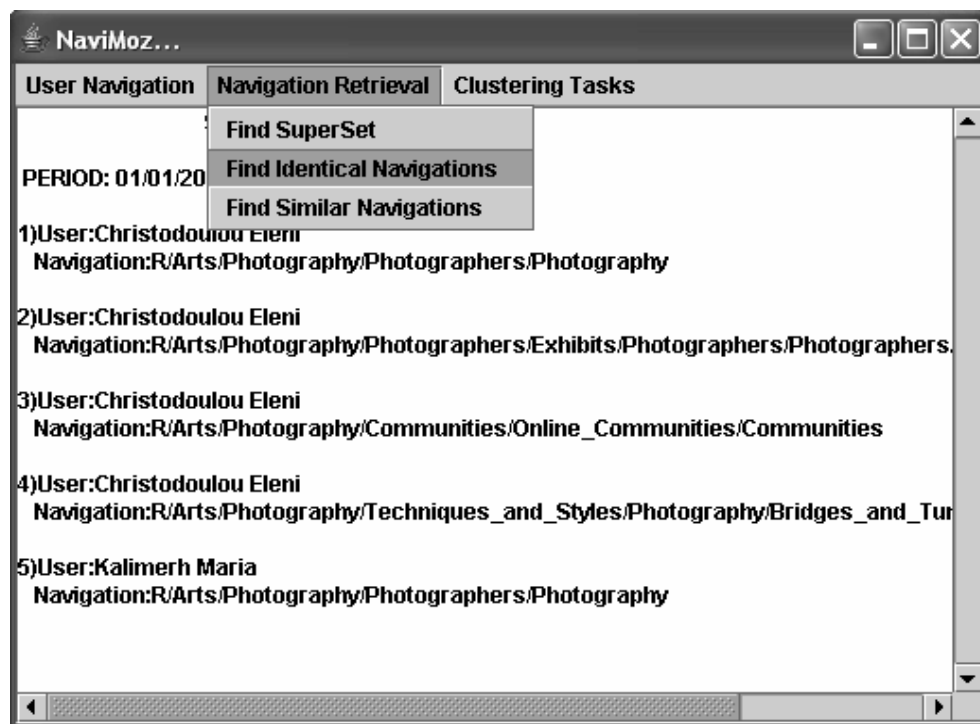 NaviMoz...
User Navigation Navigation Retrieval Clustering Tasks
Find SuperSet
Find Identical Navigations
PERIOD: 01/01/20
Find Similar Navigations
1)User:Christodoulou Eleni
Navigation:R/Arts/Photography/Photographers/Photography
2)User:Christodoulou Eleni
Navigation:R/Arts/Photography/Photographers/Exhibits/Photographers/Photographers.
3)User:Christodoulou Eleni
Navigation:R/Arts/Photography/Communities/Online_Communities/Communities
4)User:Christodoulou Eleni
Navigation:R/Arts/Photography/Techniques_and_Styles/Photography/Bridges_and_Tur
5)User:Kalimerh Maria
Navigation:R/Arts/Photography/Photographers/Photography